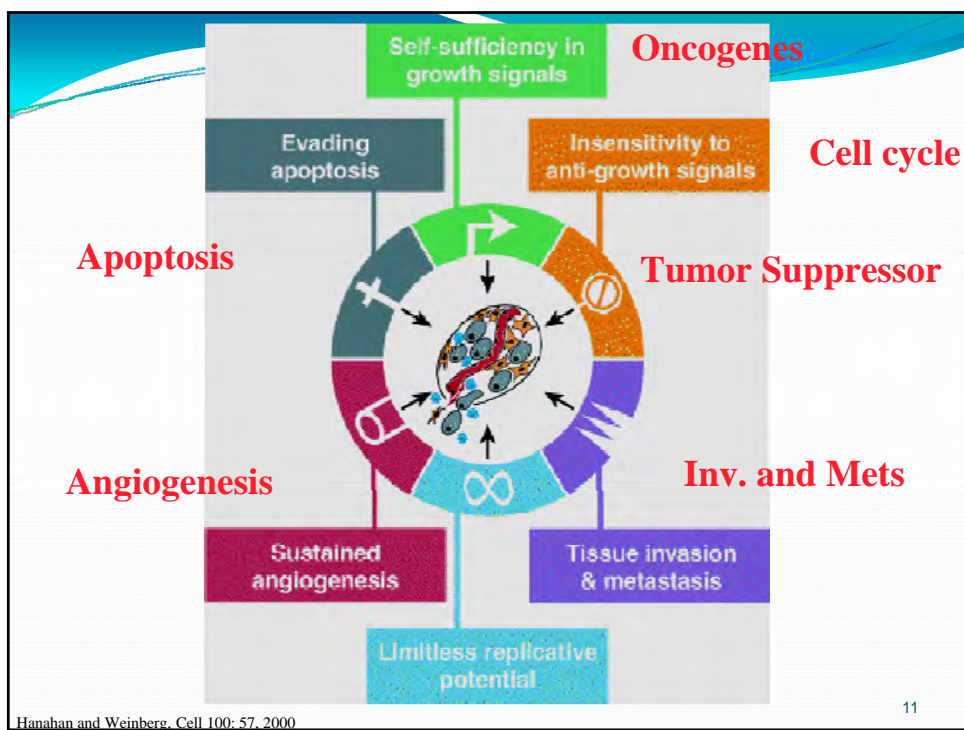 Self-sufficiency in
growth signals
Oncogenes
Evading
apoptosis
Insensitivity to
anti-growth signals
Cell cycle
Apoptosis
Tumor Suppressor
Angiogenesis
Inv. and Mets
Sustained
angiogenesis
Tissue invasion
& metastasis
Limitless replicative
potential
11
Hanahan and Weinberg, Cell 100: 57, 2000